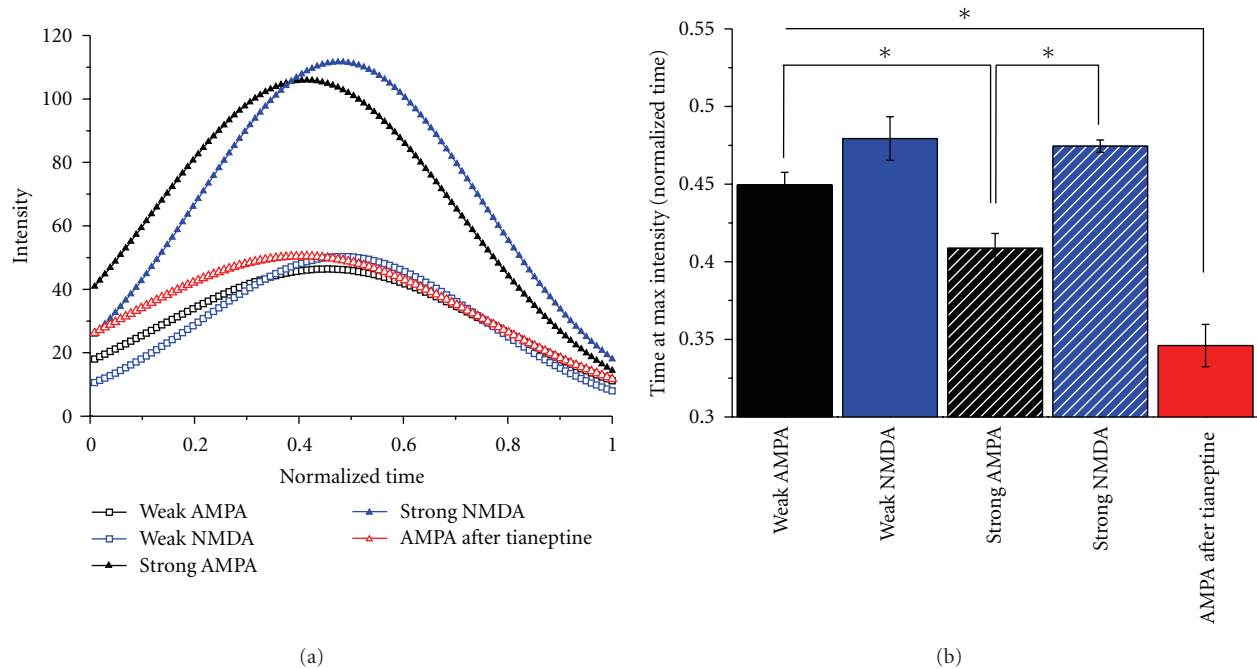 120
100
80
60
40
20
0
Intensity
0
0.2
0.4
0.6
0.8
1
Normalized time
Weak AMPA
Weak NMDA
Strong AMPA
Strong NMDA
AMPA after tianeptine
(a)
0.55
0.5
0.45
0.4
0.35
0.3
Time at max intensity (normalized time)
*
*
*
Weak AMPA
Weak NMDA
Strong AMPA
Strong NMDA
AMPA after tianeptine
(b)